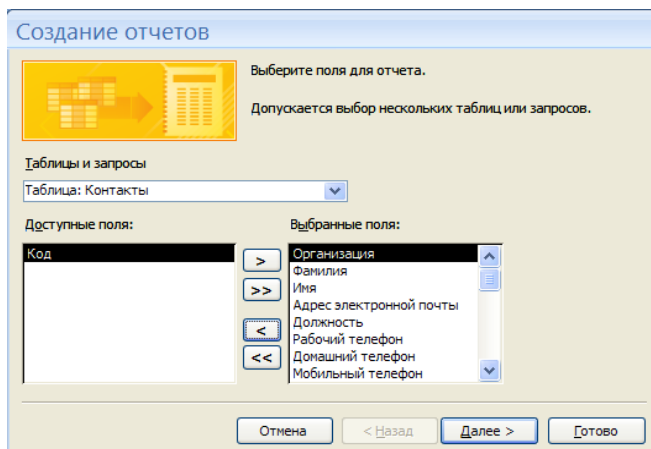 Создание отчетов
Выберите поля для отчета.
Допускается выбор нескольких таблиц или запросов.
Таблицы и запросы
Таблица: Контакты
Доступные поля:
Выбранные поля:
Код
>
>>
<
<<
Организация
Фамилия
Имя
Адрес электронной почты
Должность
Рабочий телефон
Домашний телефон
Мобильный телефон
Отмена
< Назад
Далее >
Готово